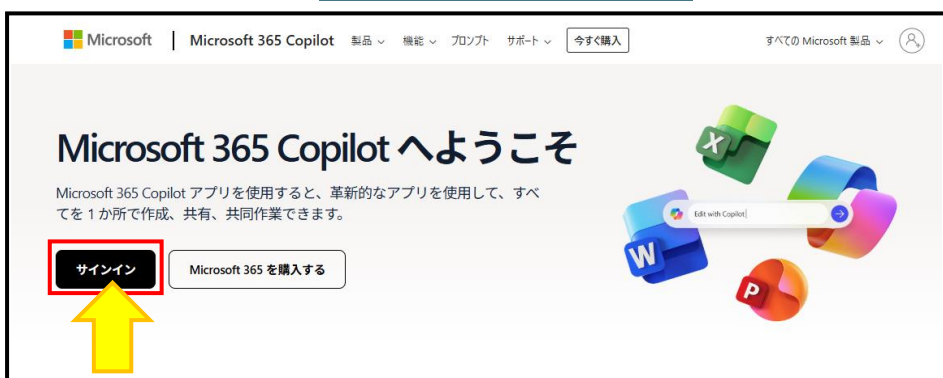 Microsoft | Microsoft 365 Copilot 製品 機能 プロンプト サポート 今すぐ購入 すべての Microsoft 製品
Microsoft 365 Copilot へようこそ
Microsoft 365 Copilot アプリを使用すると、革新的なアプリを使用して、すべ
てを 1 か所で作成、共有、共同作業できます。
サインイン Microsoft 365 を購入する
X
Edit with Copilot
W
P